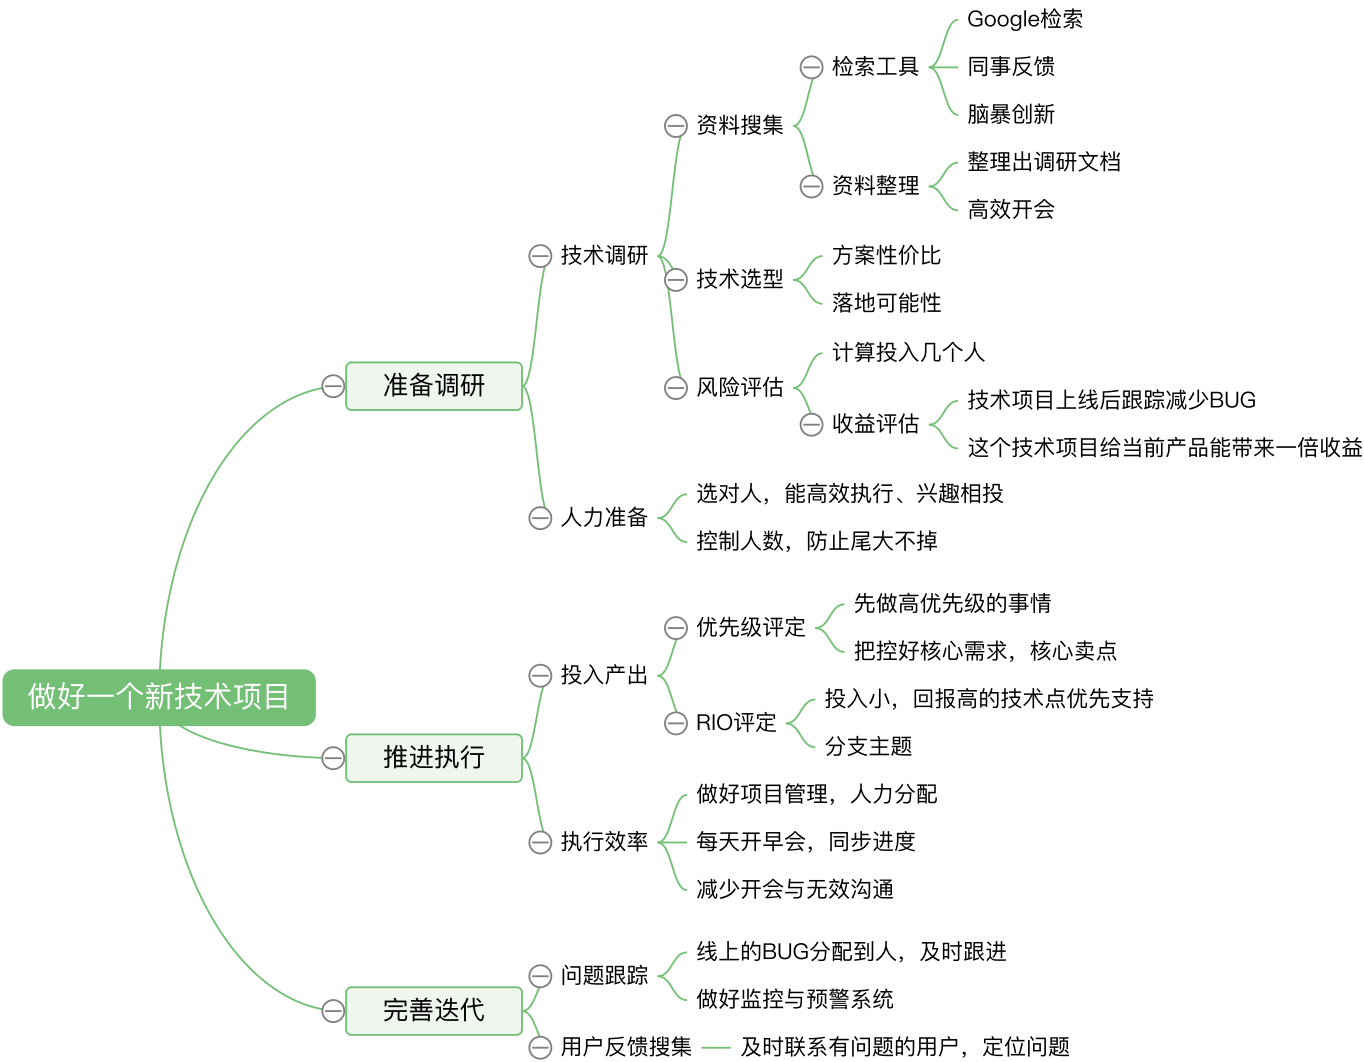 做好一个新技术项目
准备调研
技术调研
资料搜集
检索工具
Google检索
同事反馈
脑暴创新
资料整理
整理出调研文档
高效开会
技术选型
方案性价比
落地可能性
风险评估
计算投入几个人
收益评估
技术项目上线后跟踪减少BUG
这个技术项目给当前产品能带来一倍收益
人力准备
选对人，能高效执行、兴趣相投
控制人数，防止尾大不掉
推进执行
投入产出
优先级评定
先做高优先级的事情
把控好核心需求，核心卖点
RIO评定
投入小，回报高的技术点优先支持
分支主题
执行效率
做好项目管理，人力分配
每天开早会，同步进度
减少开会与无效沟通
完善迭代
问题跟踪
线上的BUG分配到人，及时跟进
做好监控与预警系统
用户反馈搜集
及时联系有问题的用户，定位问题